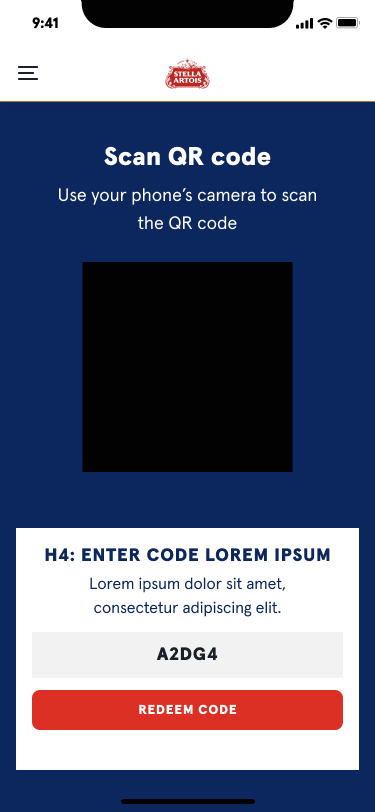 9:41
STELLA
ARTOIS
Scan QR code
Use your phone’s camera to scan
the QR code
H4: ENTER CODE LOREM IPSUM
Lorem ipsum dolor sit amet,
consectetur adipiscing elit.
A2DG4
REDEEM CODE